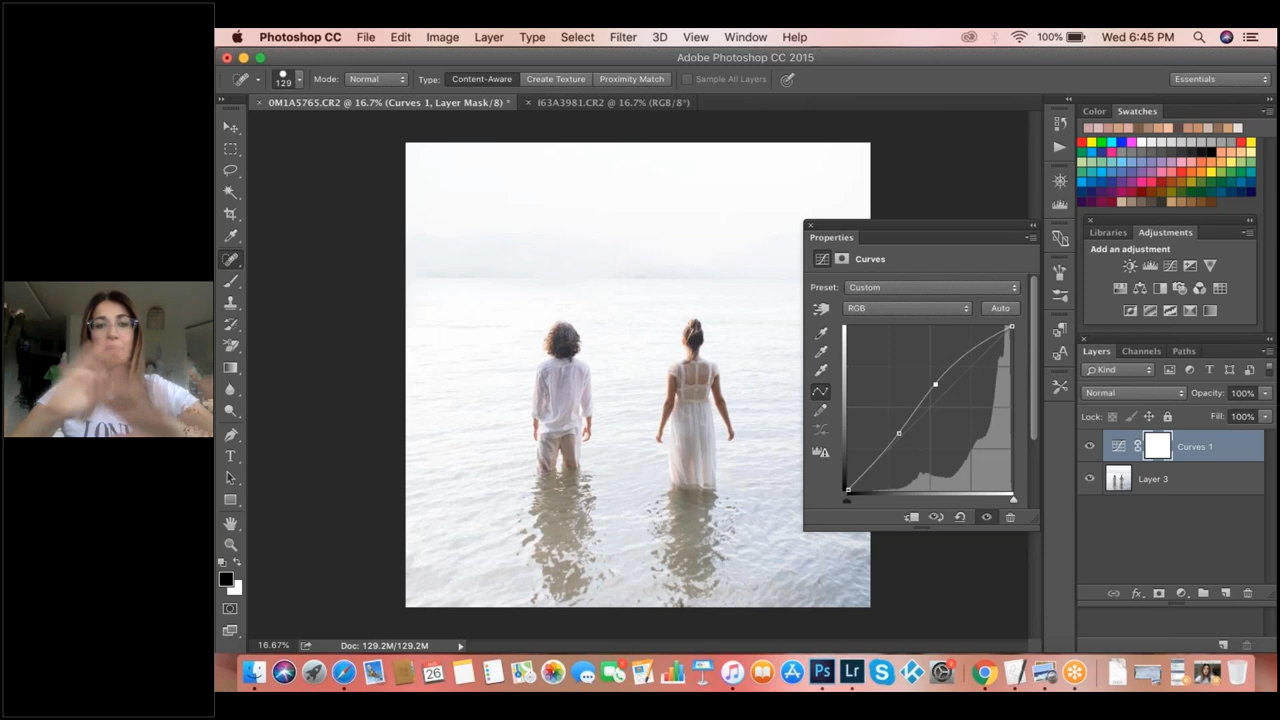 Photoshop CC File Edit Image Layer Type Select Filter 3D View Window Help 100% Wed 6:45 PM
Adobe Photoshop CC 2015
129 Mode: Normal Type: Content-Aware Create Texture Proximity Match Sample All Layers Essentials
× 0M1A5765.CR2 @ 16.7% (Curves 1, Layer Mask/8) * × I63A3981.CR2 @ 16.7% (RGB/8*)
Color Swatches
Libraries Adjustments
Add an adjustment
Properties
Curves
Preset: Custom
RGB Auto
Layers Channels Paths
Kind
Normal Opacity: 100%
Lock: Fill: 100%
Curves 1
Layer 3
16.67% Doc: 129.2M/129.2M
26
Ps Lr